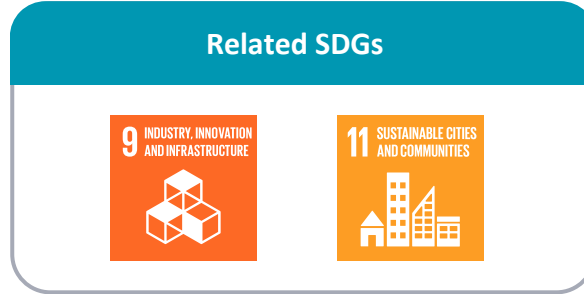 Related SDGs
9 INDUSTRY, INNOVATION
AND INFRASTRUCTURE
11 SUSTAINABLE CITIES
AND COMMUNITIES